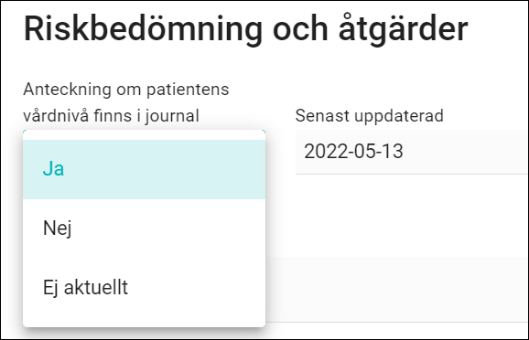 Riskbedömning och åtgärder
Anteckning om patientens
vårdnivå finns i journal
Senast uppdaterad
2022-05-13
Ja
Nej
Ej aktuellt